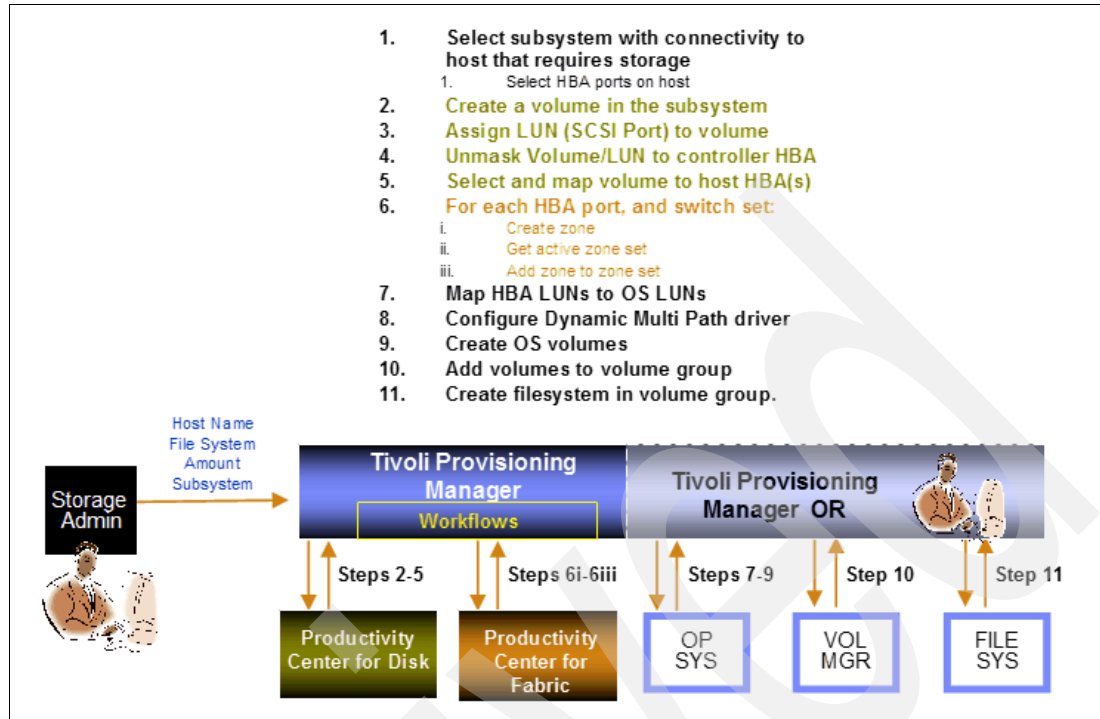 1. Select subsystem with connectivity to
host that requires storage
1. Select HBA ports on host
2. Create a volume in the subsystem
3. Assign LUN (SCSI Port) to volume
4. Unmask Volume/LUN to controller HBA
5. Select and map volume to host HBA(s)
6. For each HBA port, and switch set:
i. Create zone
ii. Get active zone set
iii. Add zone to zone set
7. Map HBA LUNs to OS LUNs
8. Configure Dynamic Multi Path driver
9. Create OS volumes
10. Add volumes to volume group
11. Create filesystem in volume group.
Host Name
File System
Amount
Subsystem
Storage
Admin
Tivoli Provisioning
Manager
Workflows
Tivoli Provisioning
Manager OR
Steps 2-5
Steps 6i-6iii
Steps 7-9
Step 10
Step 11
Productivity
Center for Disk
Productivity
Center for
Fabric
OP
SYS
VOL
MGR
FILE
SYS